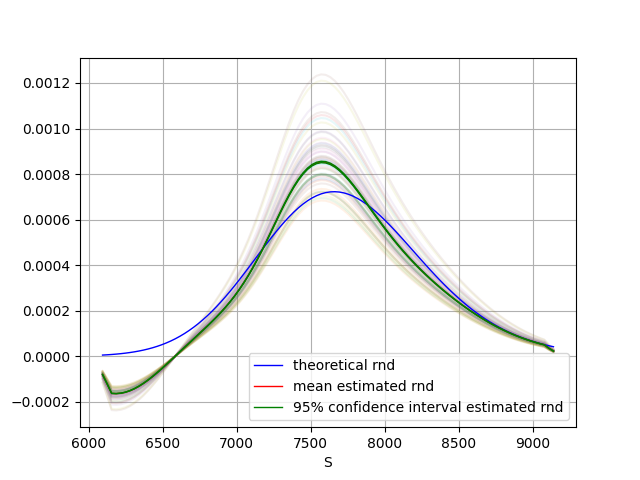 0.0012
0.0010
0.0008
0.0006
0.0004
0.0002
0.0000
−0.0002
6000 6500 7000 7500 8000 8500 9000
S
theoretical rnd
mean estimated rnd
95% confidence interval estimated rnd